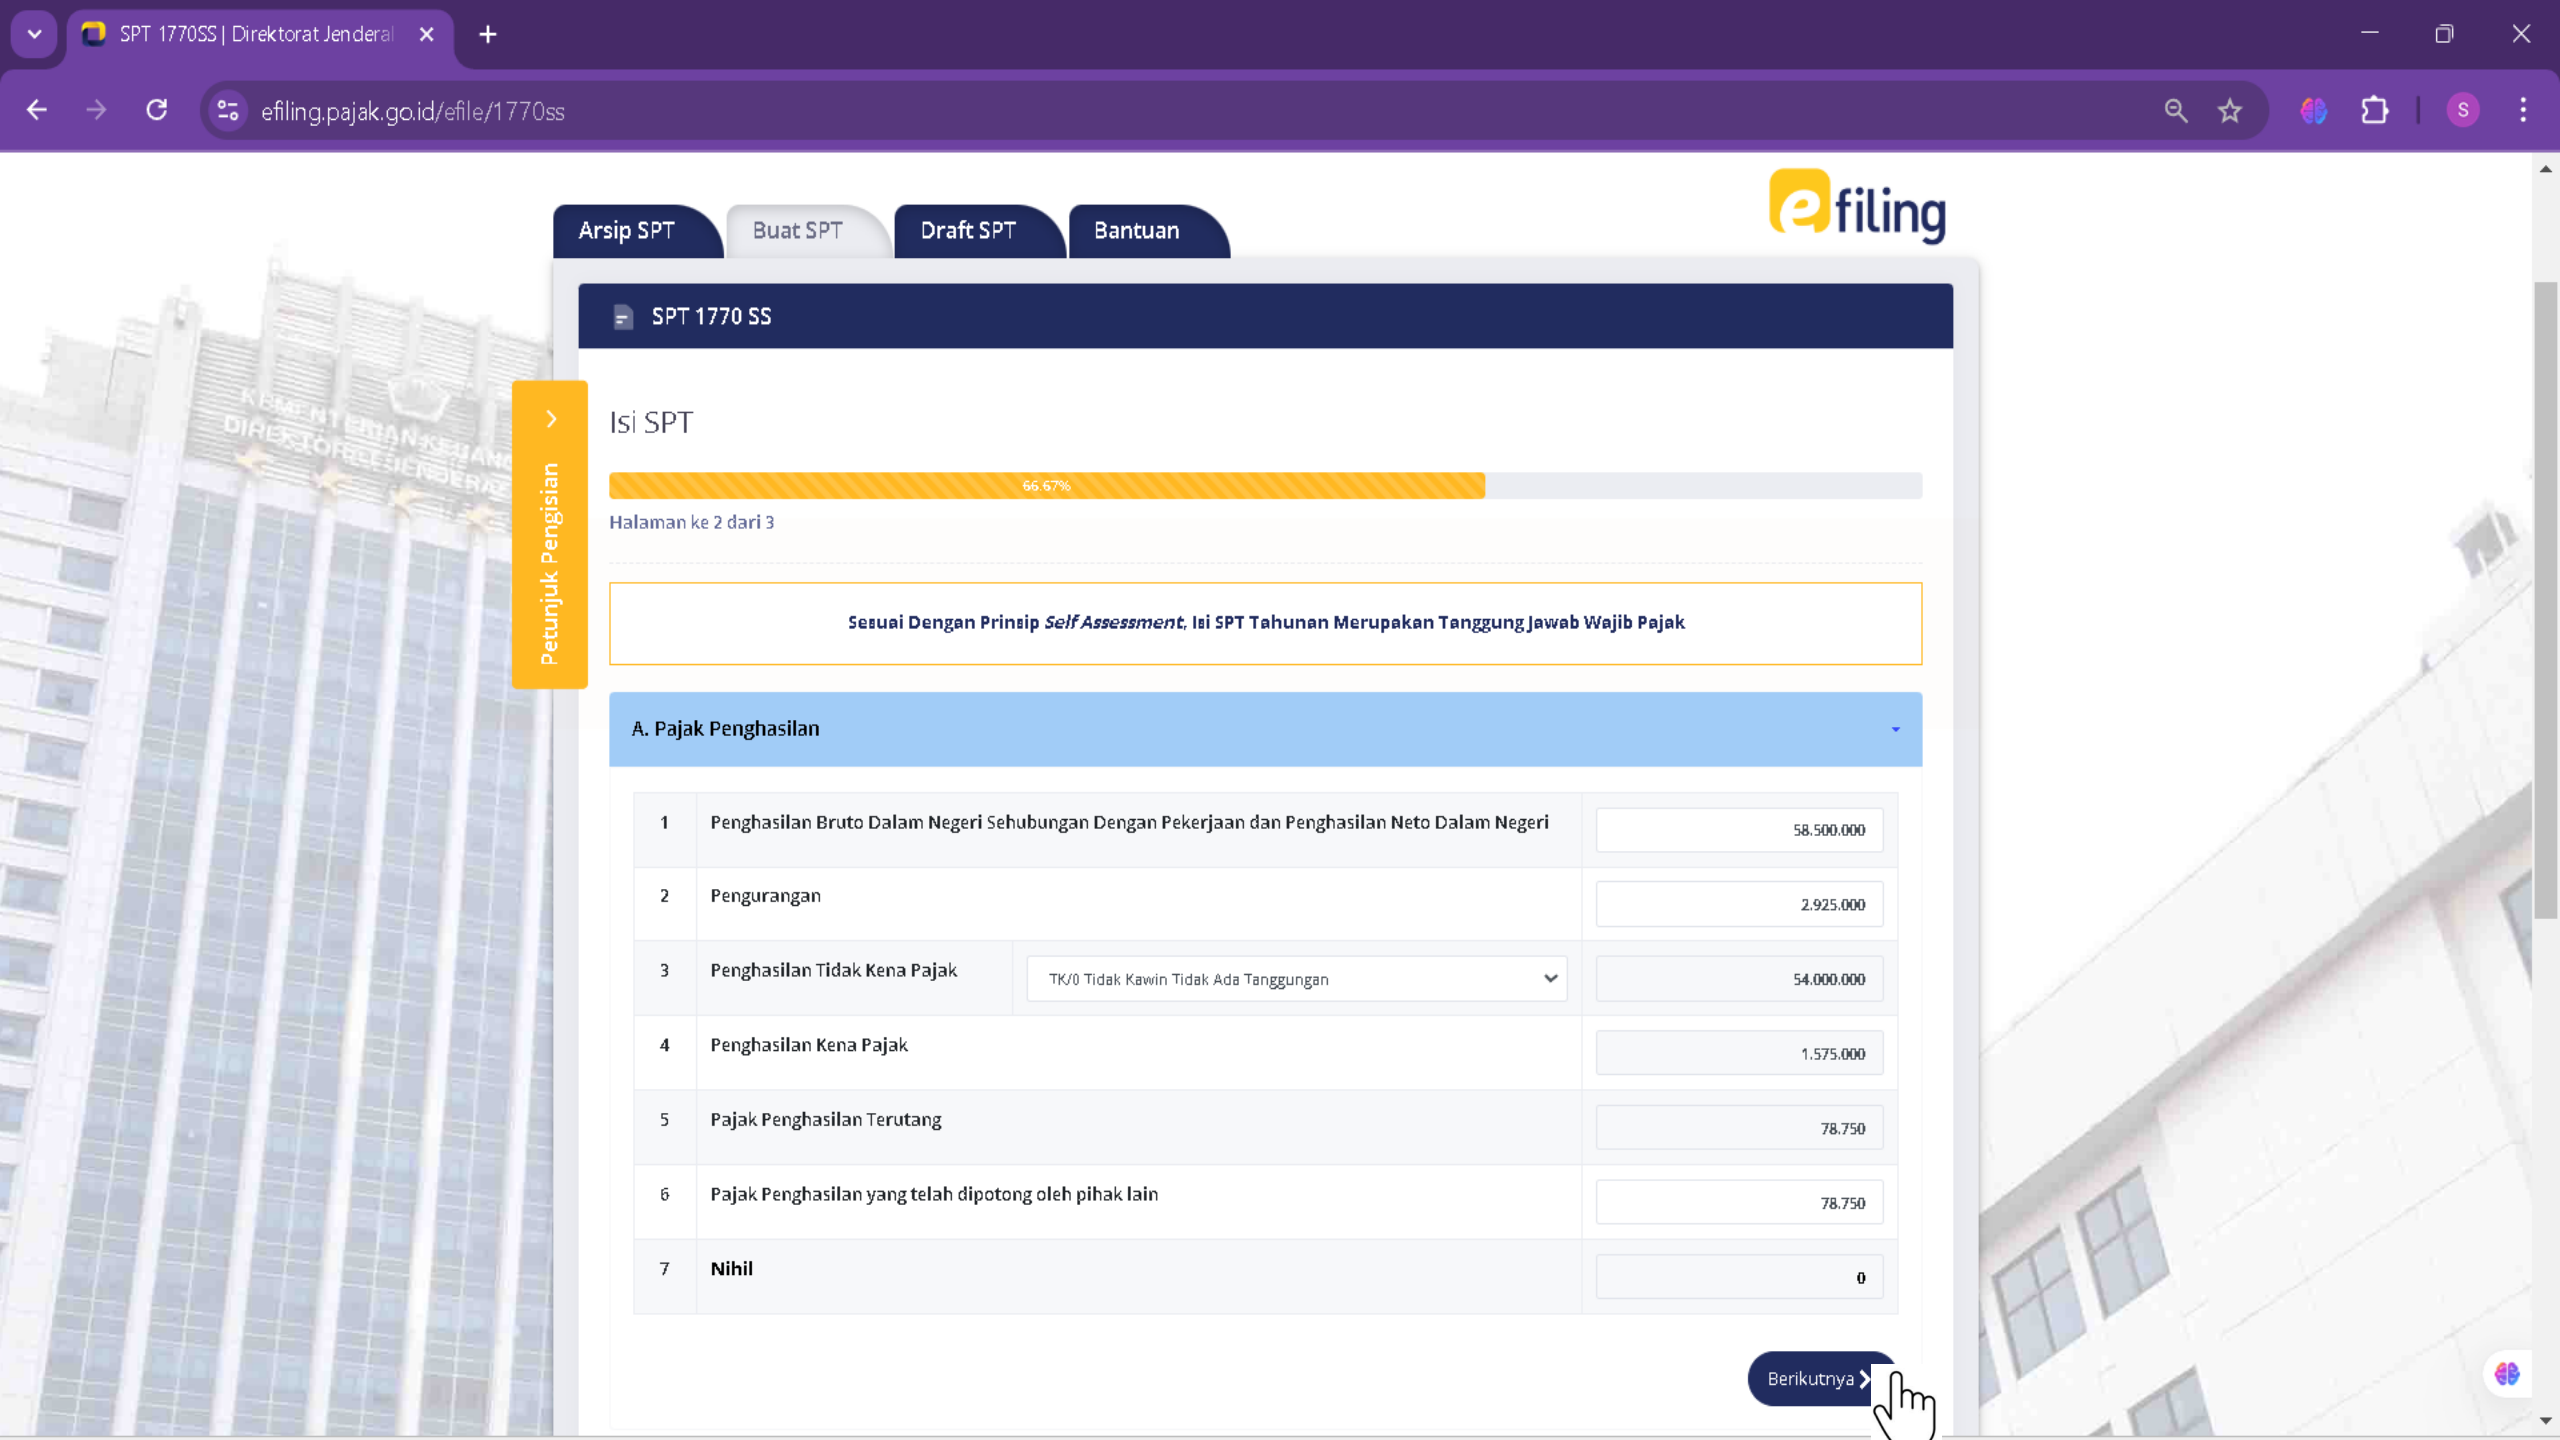 SPT 1770SS | Direktorat Jenderal
efiling.pajak.go.id/efile/1770ss
S
Arsip SPT
Buat SPT
Draft SPT
Bantuan
efiling
SPT 1770 SS
Petunjuk Pengisian
Isi SPT
66.67%
Halaman ke 2 dari 3
Sesuai Dengan Prinsip Self Assessment, Isi SPT Tahunan Merupakan Tanggung Jawab Wajib Pajak
A. Pajak Penghasilan
1 Penghasilan Bruto Dalam Negeri Sehubungan Dengan Pekerjaan dan Penghasilan Neto Dalam Negeri 58.500.000
2 Pengurangan 2.925.000
3 Penghasilan Tidak Kena Pajak TK/0 Tidak Kawin Tidak Ada Tanggungan 54.000.000
4 Penghasilan Kena Pajak 1.575.000
5 Pajak Penghasilan Terutang 78.750
6 Pajak Penghasilan yang telah dipotong oleh pihak lain 78.750
7 Nihil 0
Berikutnya